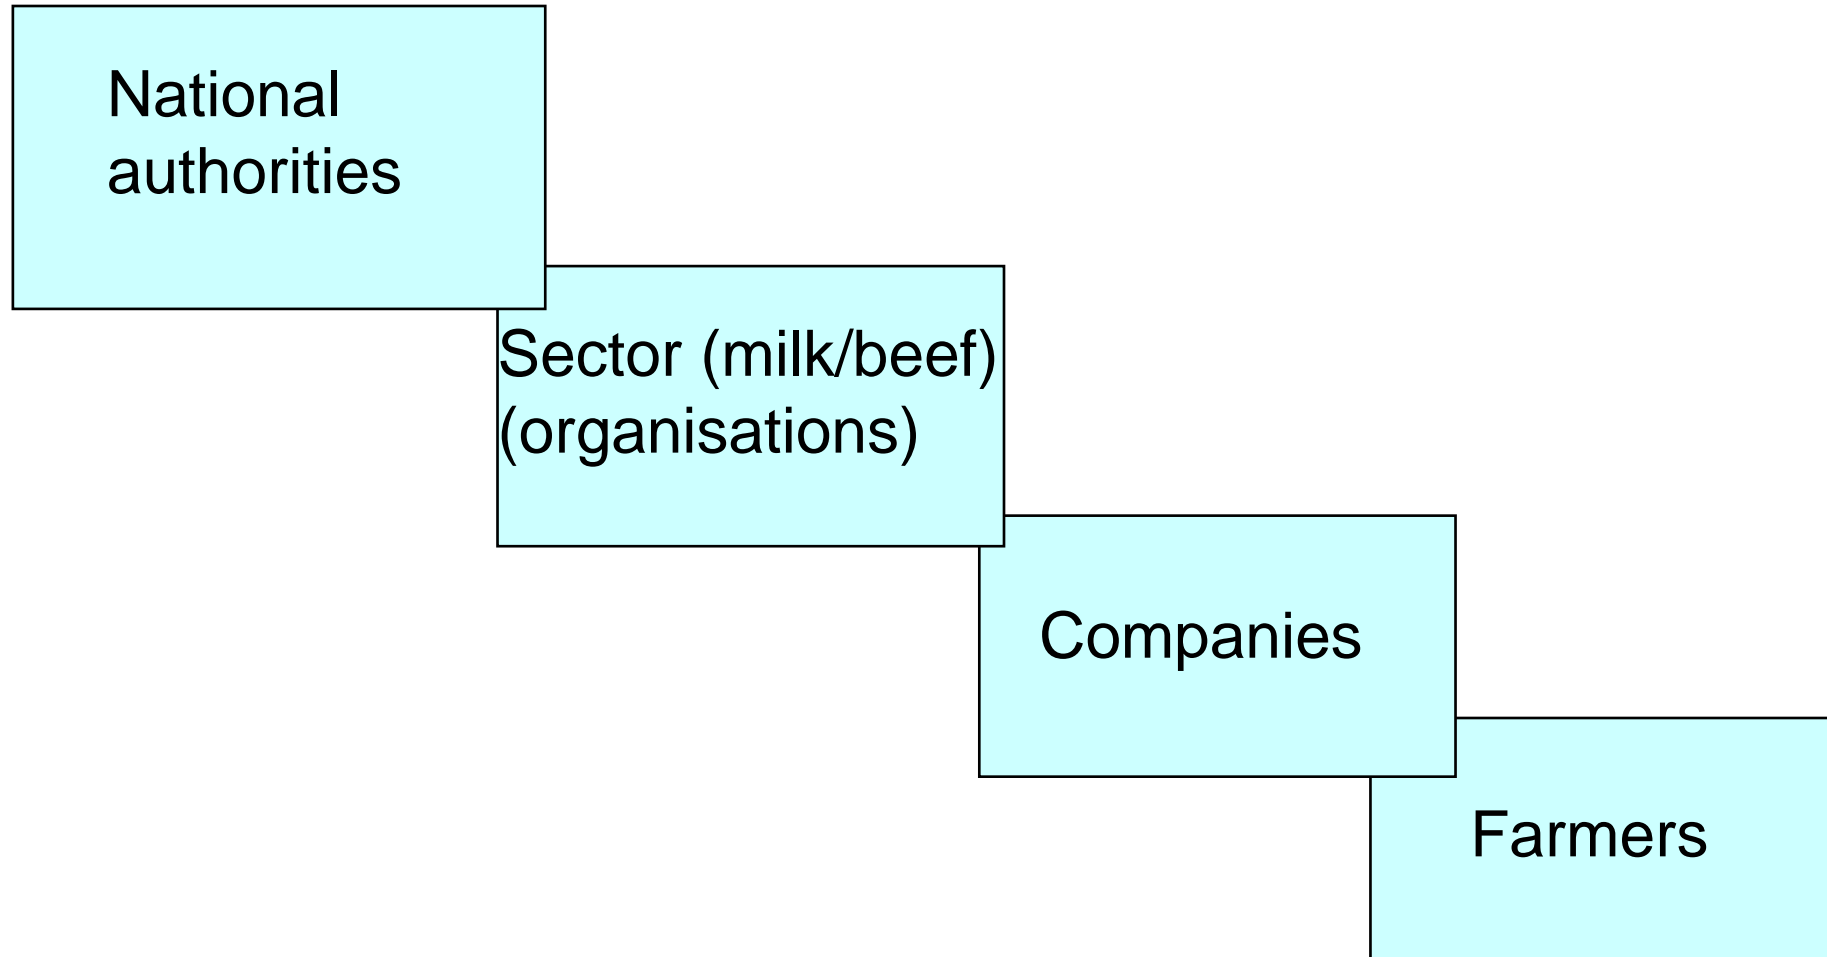 National
authorities
Sector (milk/beef)
(organisations)
Companies
Farmers